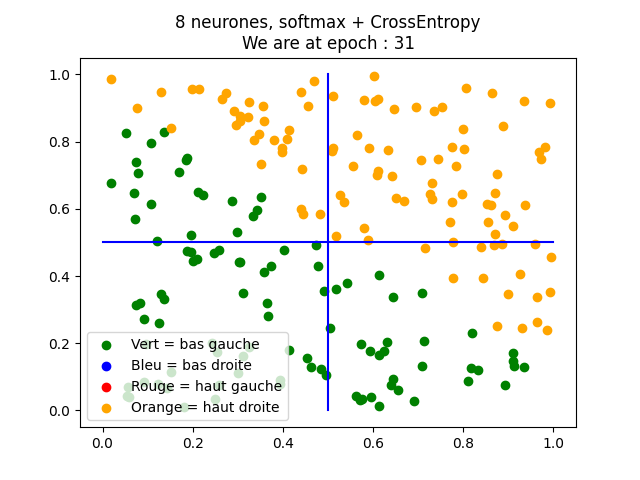 8 neurones, softmax + CrossEntropy
We are at epoch : 31
1.0
0.8
0.6
0.4
0.2
0.0
Vert = bas gauche
Bleu = bas droite
Rouge = haut gauche
Orange = haut droite
0.0 0.2 0.4 0.6 0.8 1.0